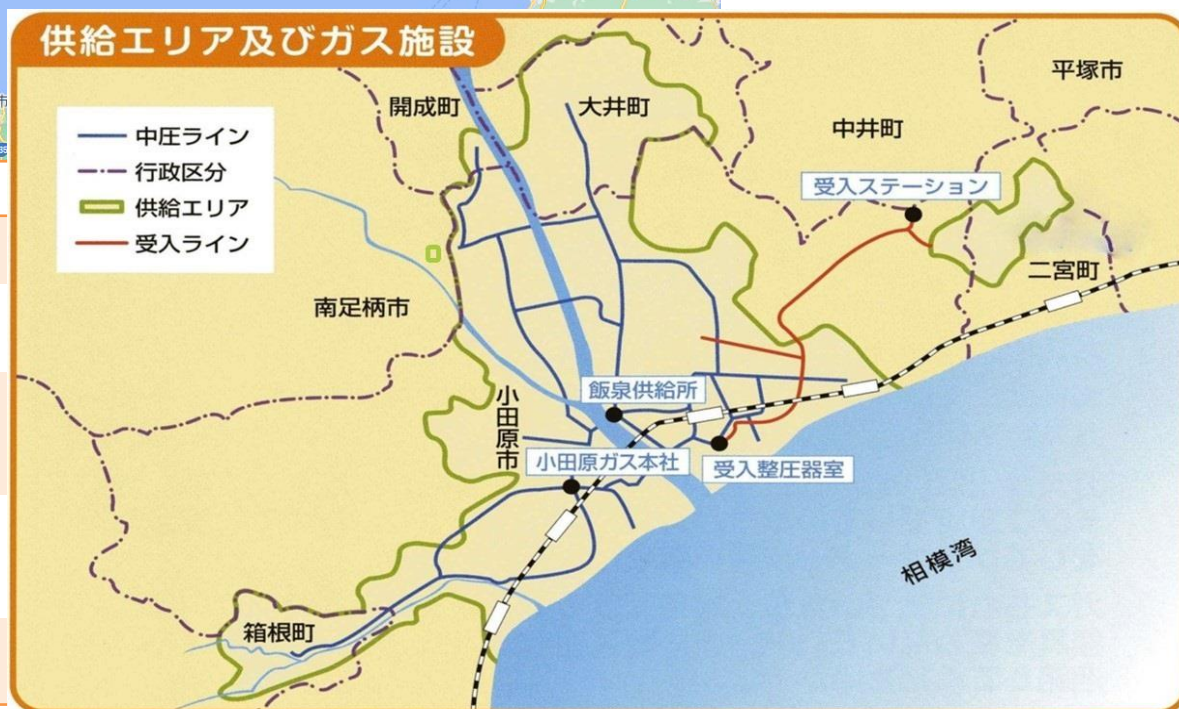 供給エリア及びガス施設
中圧ライン
行政区分
供給エリア
受入ライン
開成町
大井町
中井町
平塚市
受入ステーション
二宮町
南足柄市
小田原市
飯泉供給所
小田原ガス本社
受入整圧器室
相模湾
箱根町